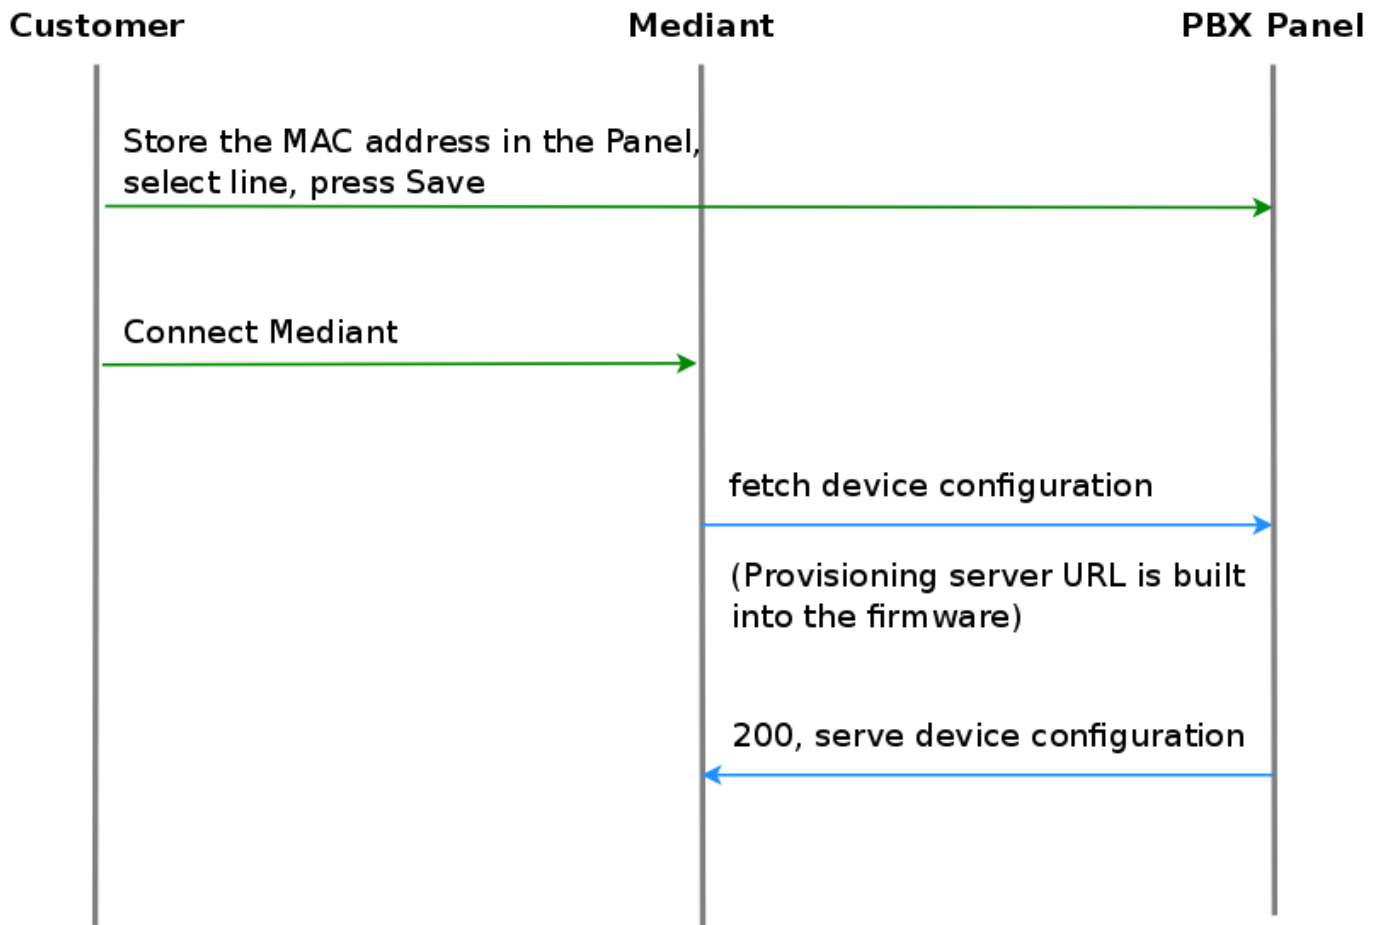 Customer
Mediant
PBX Panel
Store the MAC address in the Panel,
select line, press Save
Connect Mediant
fetch device configuration
(Provisioning server URL is built
into the firmware)
200, serve device configuration